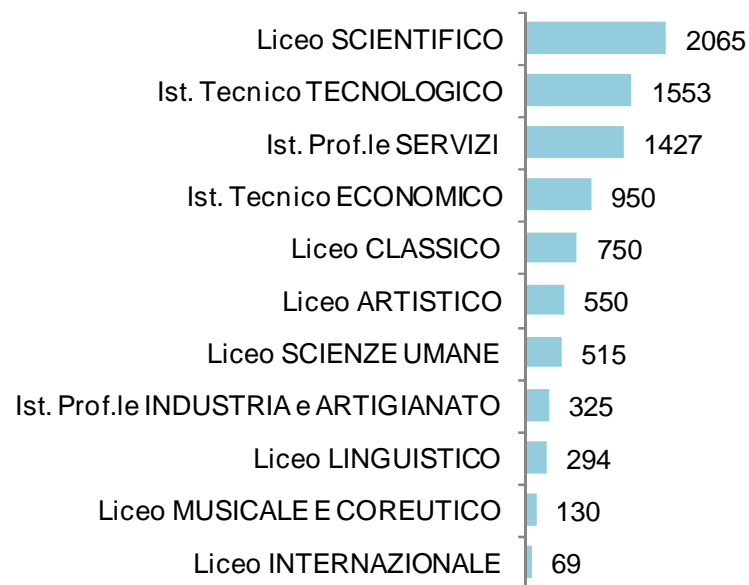 Liceo SCIENTIFICO 2065
Ist. Tecnico TECNOLOGICO 1553
Ist. Prof.le SERVIZI 1427
Ist. Tecnico ECONOMICO 950
Liceo CLASSICO 750
Liceo ARTISTICO 550
Liceo SCIENZE UMANE 515
Ist. Prof.le INDUSTRIA e ARTIGIANATO 325
Liceo LINGUISTICO 294
Liceo MUSICALE E COREUTICO 130
Liceo INTERNAZIONALE 69